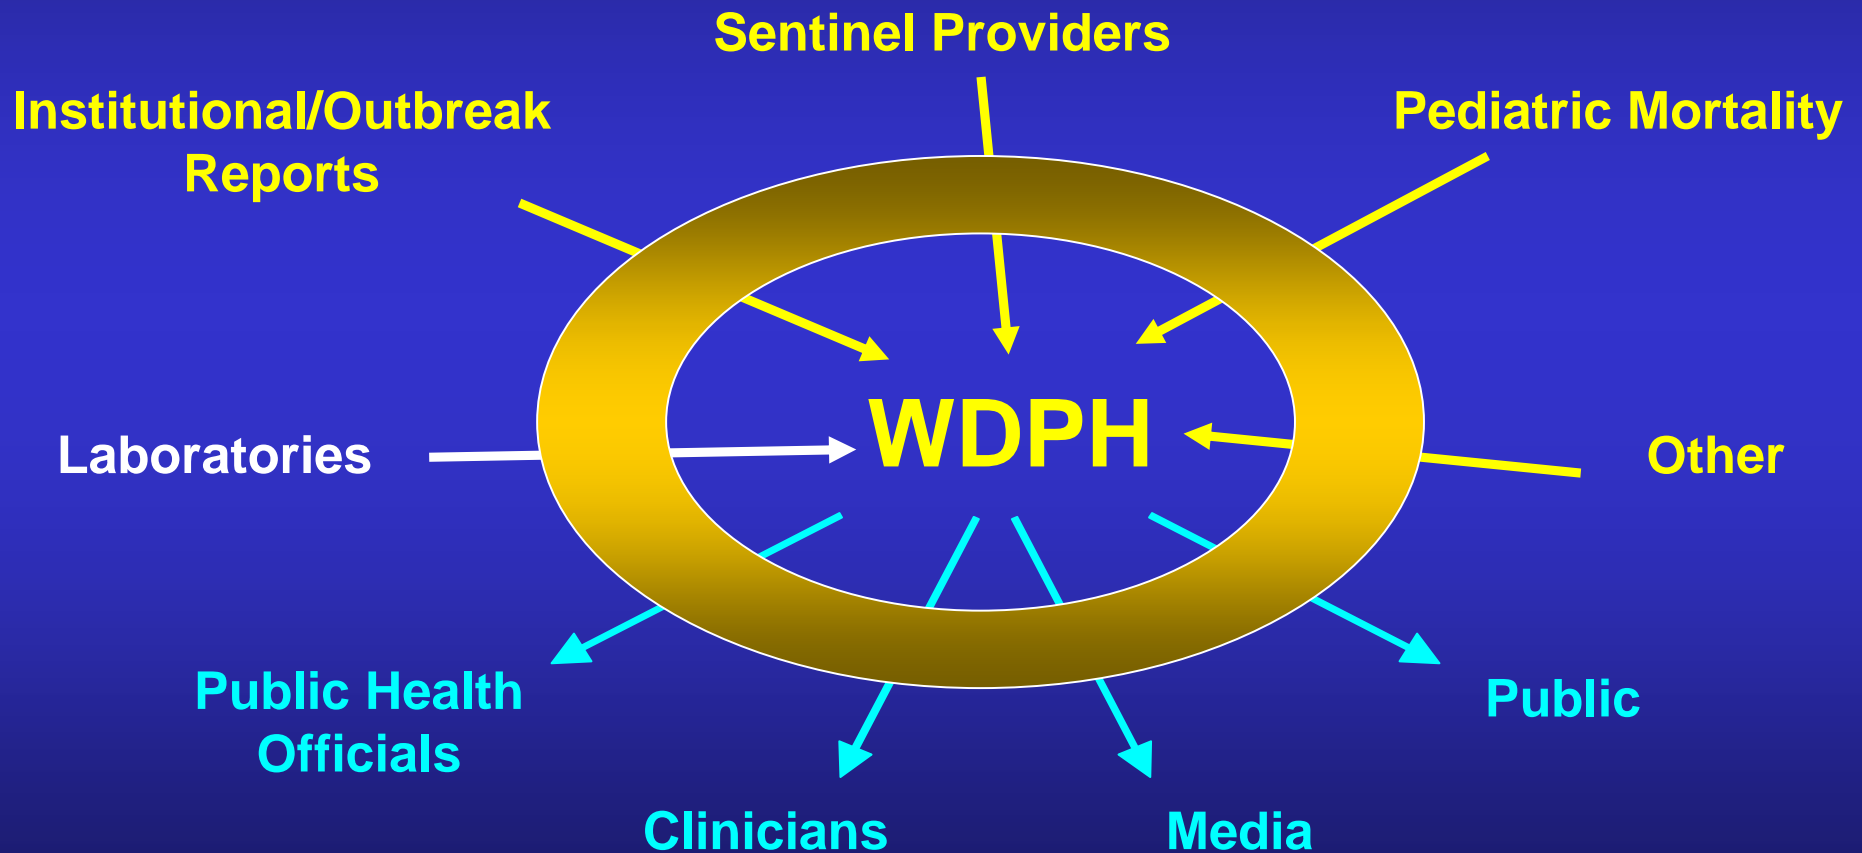 Sentinel Providers
Institutional/Outbreak
Reports
Pediatric Mortality
WDPH
Laboratories
Other
Public Health
Officials
Public
Clinicians
Media